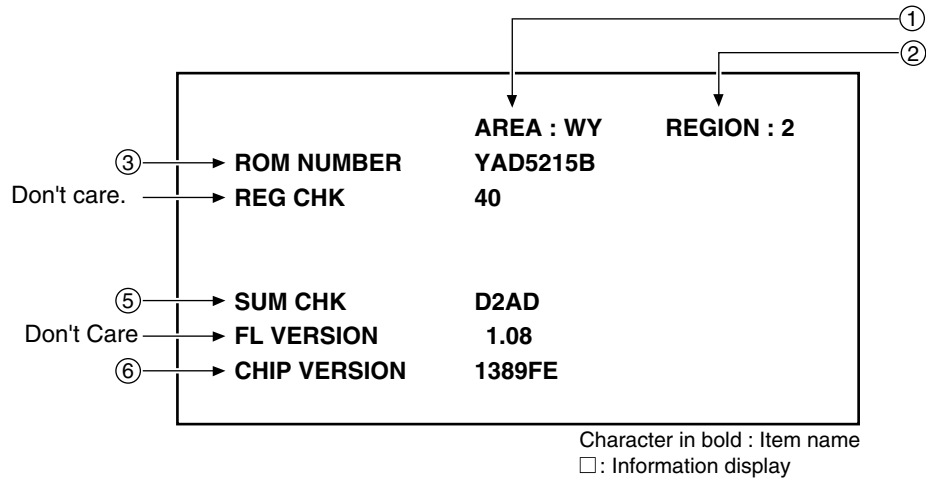 ①
②
AREA : WY REGION : 2
③ ROM NUMBER YAD5215B
Don't care. REG CHK 40
⑤ SUM CHK D2AD
Don't Care FL VERSION 1.08
⑥ CHIP VERSION 1389FE
Character in bold : Item name
□ : Information display